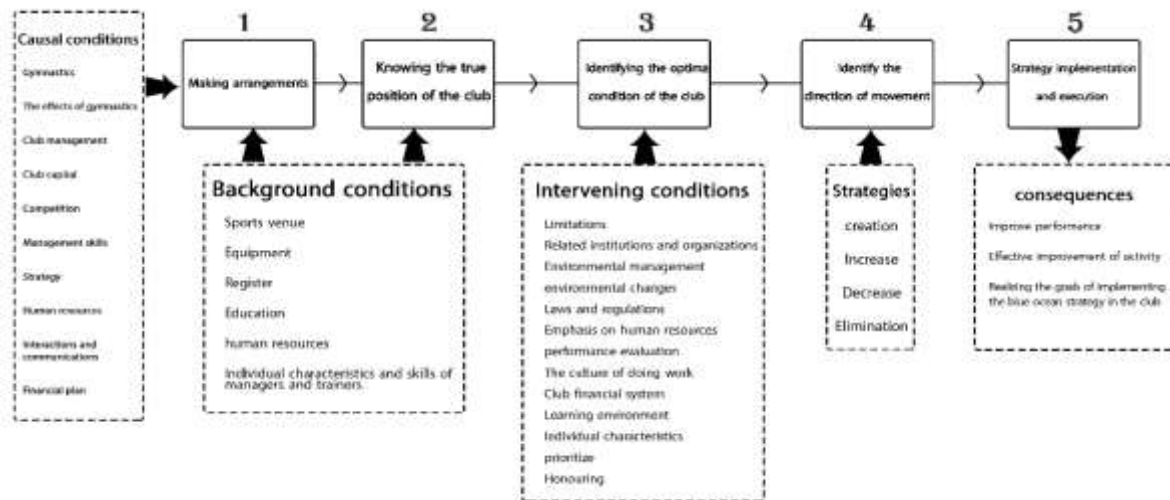 1
2
3
4
5
Causal conditions
Gymnastics
The effects of gymnastics
Club management
Club capital
Competition
Management skills
Strategy
Human resources
Interactions and
communications
Financial plan
Making arrangements
Knowing the true
position of the club
Identifying the optima
condition of the club
Identify the
direction of movement
Strategy implementation
and execution
Background conditions
Sports venue
Equipment
Register
Education
human resources
Individual characteristics and skills of
managers and trainers
Intervening conditions
Limitations
Related institutions and organizations
Environmental management
environmental changes
Laws and regulations
Emphasis on human resources
performance evaluation
The culture of doing work
Club financial system
Learning environment
Individual characteristics
prioritize
Honouring
Strategies
creation
Increase
Decrease
Elimination
consequences
Improve performance
Effective improvement of activity
Realizing the goals of implementing
the blue ocean strategy in the club